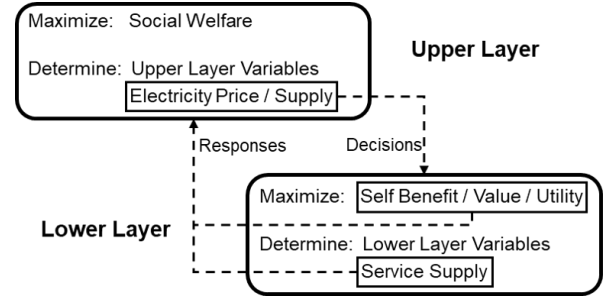 Maximize: Social Welfare
Upper Layer
Determine: Upper Layer Variables
Electricity Price / Supply
Responses
Decisions
Maximize: Self Benefit / Value / Utility
Lower Layer
Determine: Lower Layer Variables
Service Supply